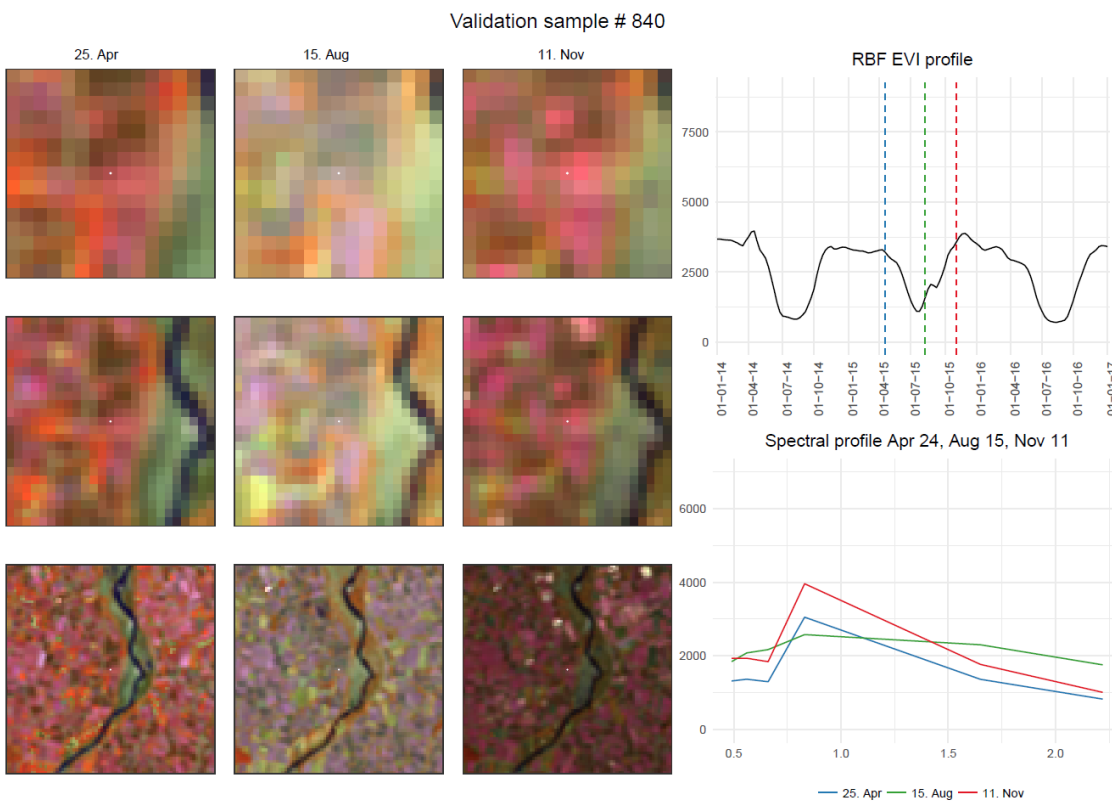 Validation sample # 840
25. Apr
15. Aug
11. Nov
RBF EVI profile
7500
5000
2500
0
01-01-14
01-04-14
01-07-14
01-10-14
01-01-15
01-04-15
01-07-15
01-10-15
01-01-16
01-04-16
01-07-16
01-10-16
01-01-17
Spectral profile Apr 24, Aug 15, Nov 11
6000
4000
2000
0
0.5
1.0
1.5
2.0
25. Apr
15. Aug
11. Nov